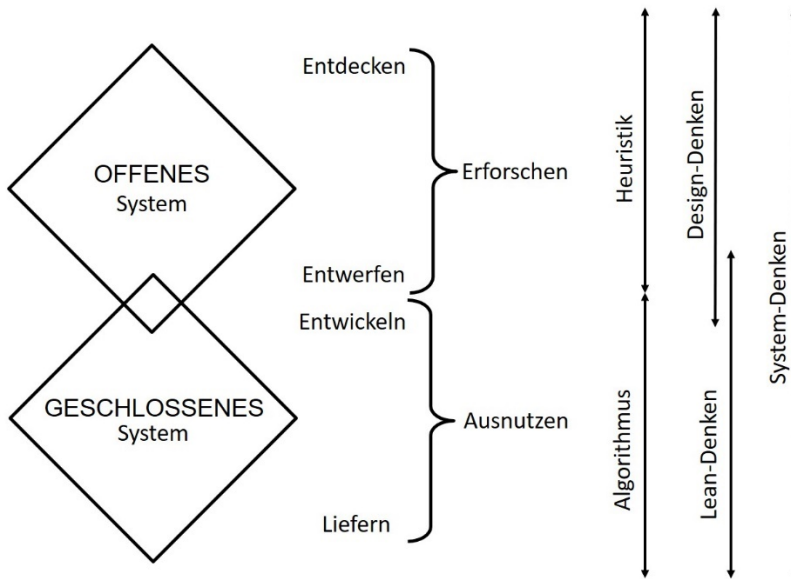 OFFENES
System
GESCHLOSSENES
System
Entdecken
Entwerfen
Entwickeln
Liefern
Erforschen
Ausnutzen
Heuristik
Algorithmus
Design-Denken
Lean-Denken
System-Denken